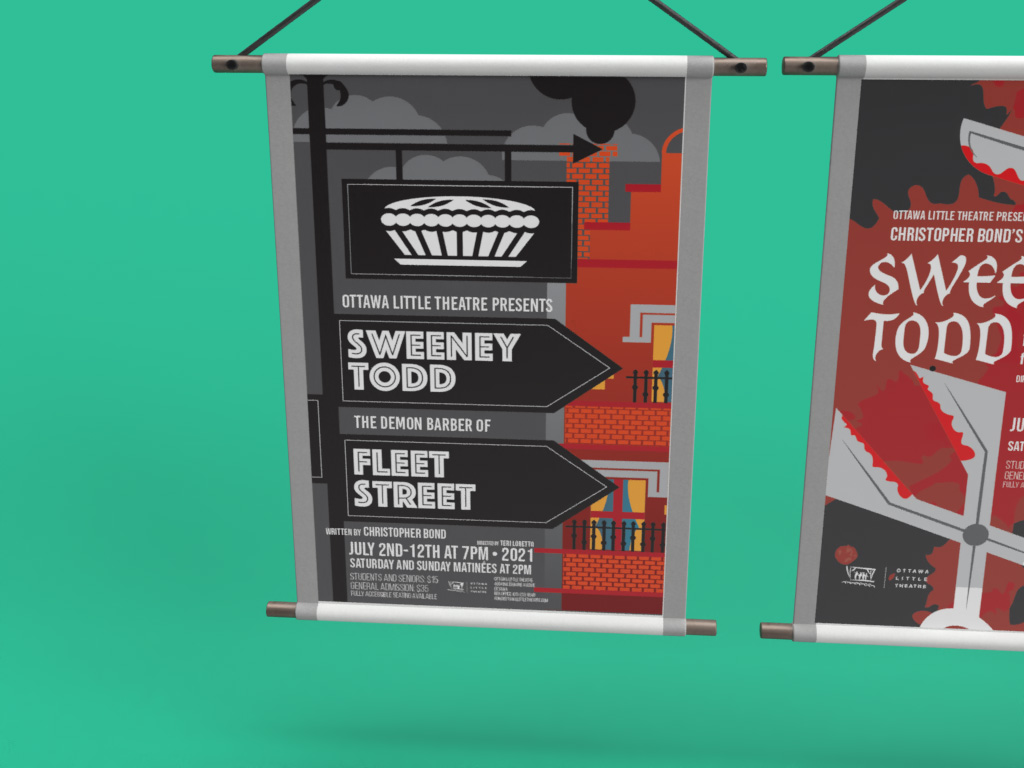 OTTAWA LITTLE THEATRE PRESENTS
SWEENEY
TODD
THE DEMON BARBER OF
FLEET
STREET
WRITTEN BY CHRISTOPHER BOND
DIRECTED BY TERI LORETTO
JULY 2ND-12TH AT 7PM • 2021
SATURDAY AND SUNDAY MATINÉES AT 2PM
STUDENTS AND SENIORS: $15
GENERAL ADMISSION: $35
FULLY ACCESSIBLE SEATING AVAILABLE
OTTAWA LITTLE THEATRE
CHRISTOPHER BOND'S
SWEE
TODD
JU
SAT
STUD
GENE
FULLY A
OTTAWA
LITTLE
THEATRE